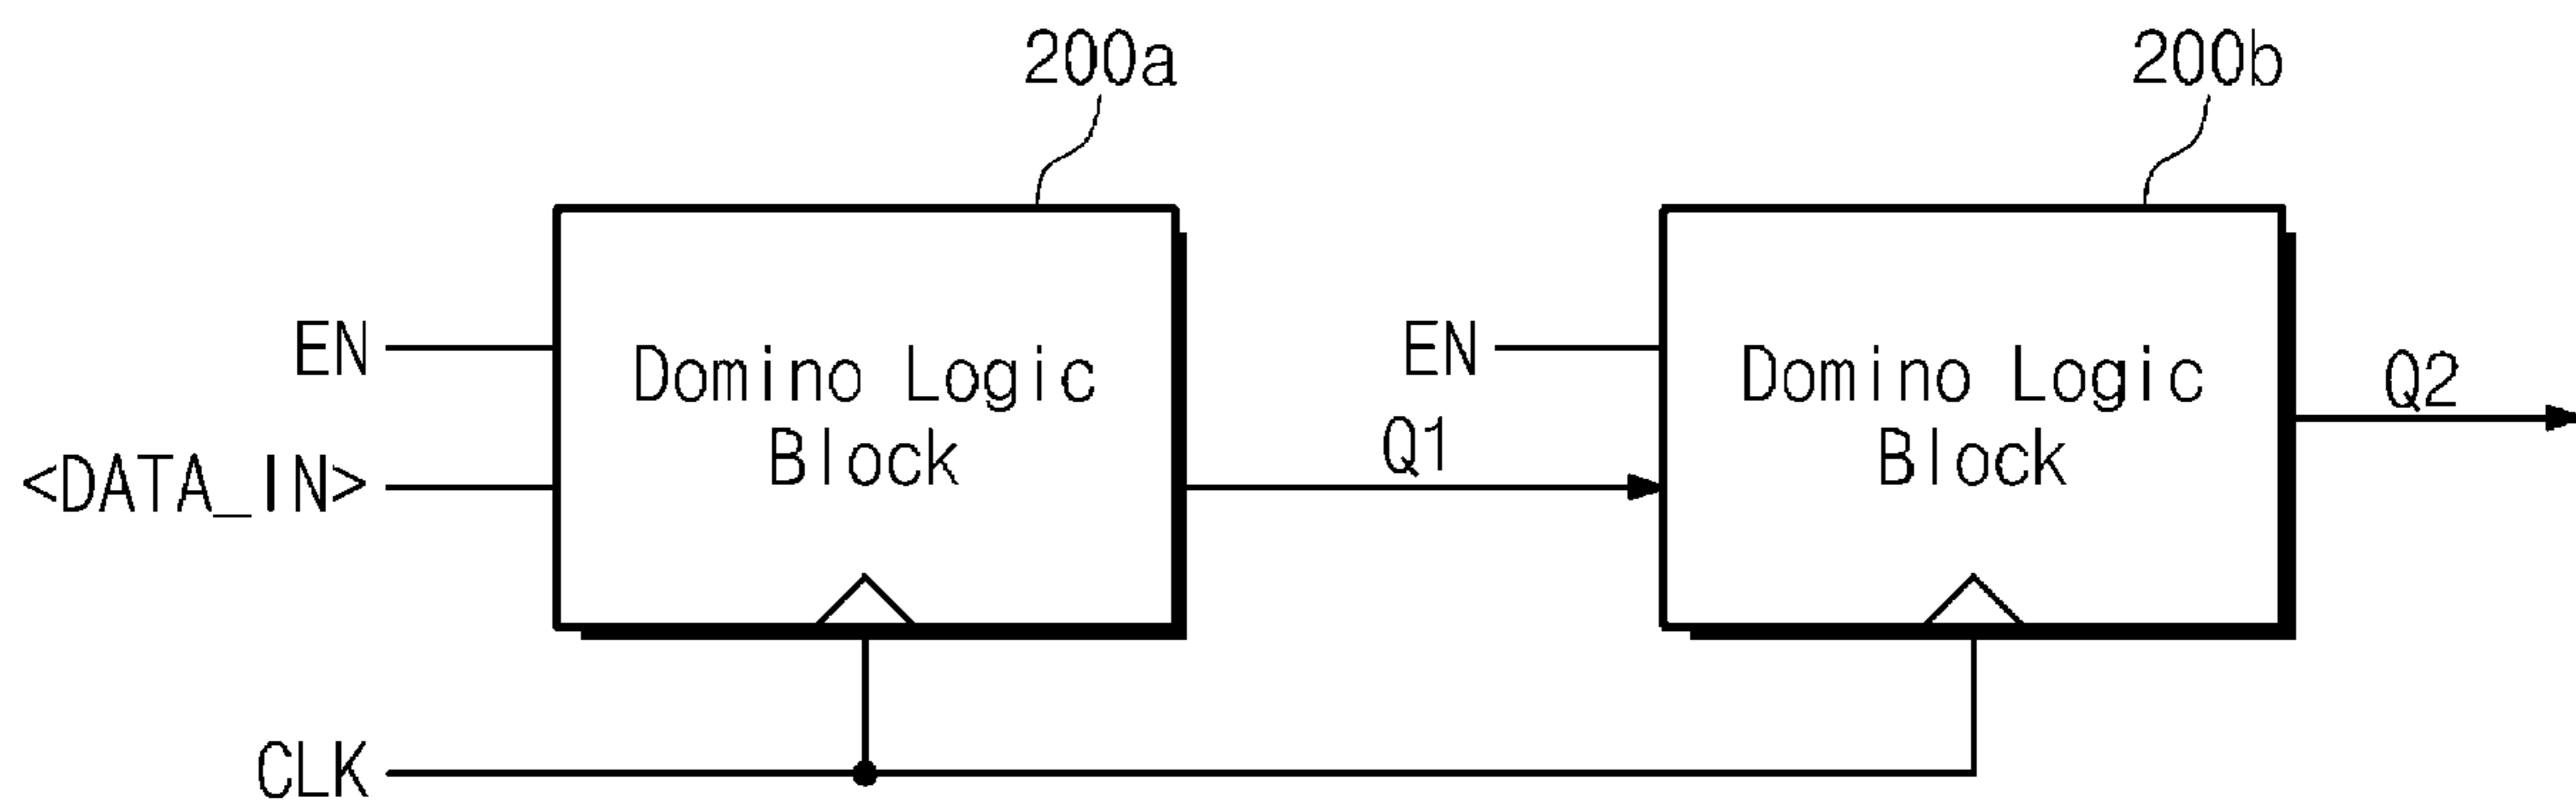 200a
200b
EN
Domino Logic
Block
<DATA_IN>
Q1
EN
Domino Logic
Block
Q2
CLK